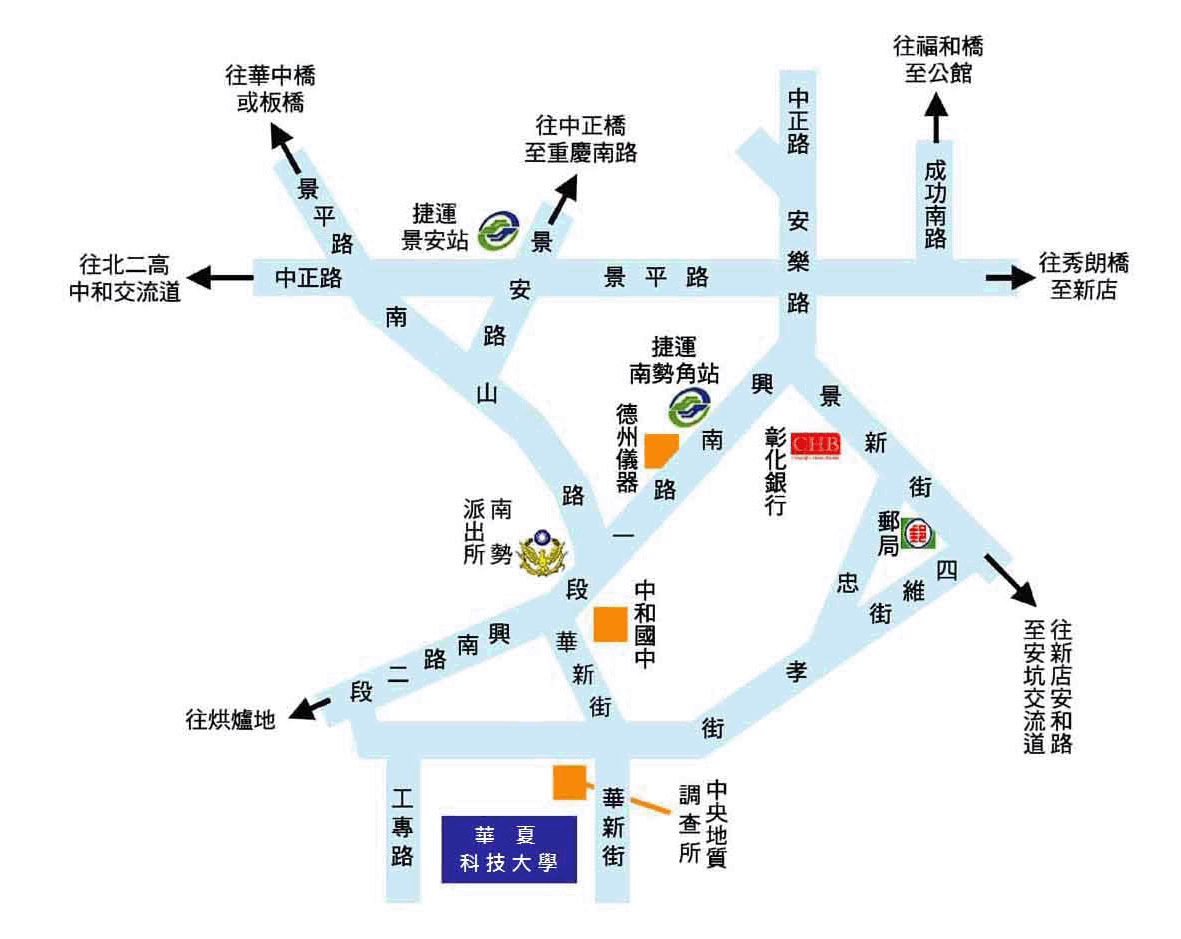 往福和橋
至公館
往華中橋
或板橋
往中正橋
至重慶南路
中正路
成功南路
景平路
捷運
景安站
景安路
安樂路
往北二高
中和交流道
中正路
景平路
往秀朗橋
至新店
南山路
捷運
南勢角站
德州儀器
興南路一段
景新街
彰化銀行
CHB
郵局
郵
南勢
派出所
忠孝街
四維街
中和國中
往新店安和路
至安坑交流道
興南路二段
華新街
往烘爐地
中央地質
調查所
工專路
華夏
科技大學
華新街